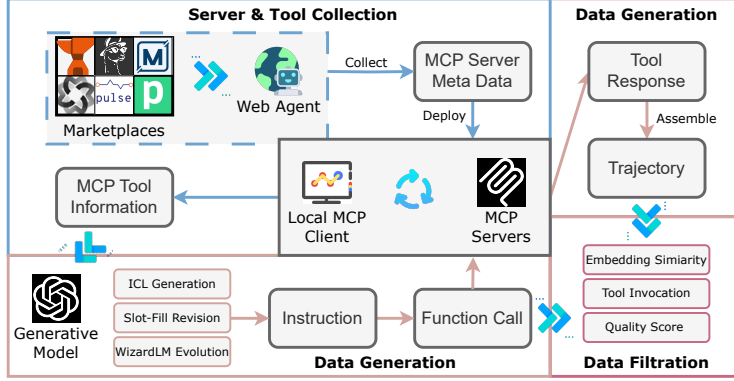 Server & Tool Collection
Data Generation
pulse
Marketplaces
Web Agent
Collect
MCP Server
Meta Data
Deploy
Tool
Response
Assemble
Trajectory
MCP Tool
Information
Local MCP
Client
MCP
Servers
Embedding Simiarity
Tool Invocation
Quality Score
Data Filtration
Generative
Model
ICL Generation
Slot-Fill Revision
WizardLM Evolution
Instruction
Function Call
Data Generation